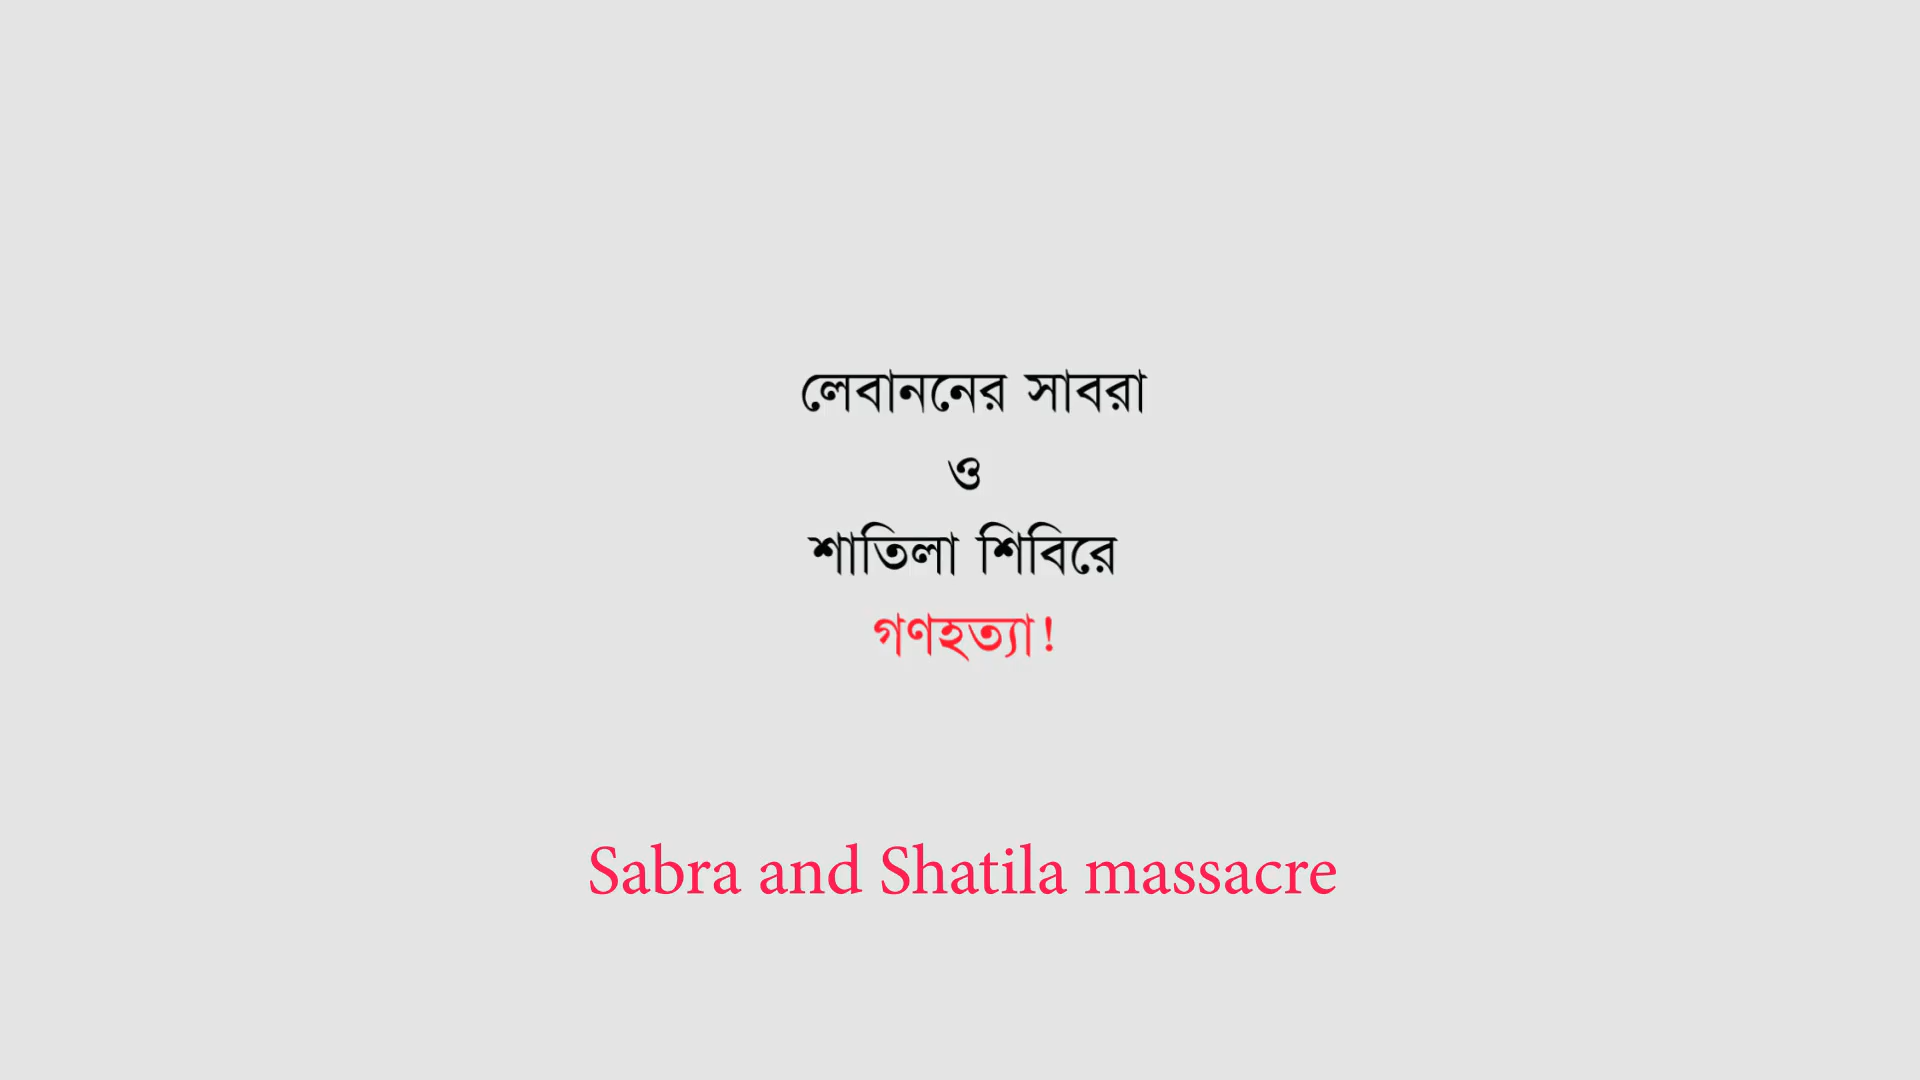 লেবাননের সাবরা
ও
শাতিলা শিবিরে
গণহত্যা!
Sabra and Shatila massacre